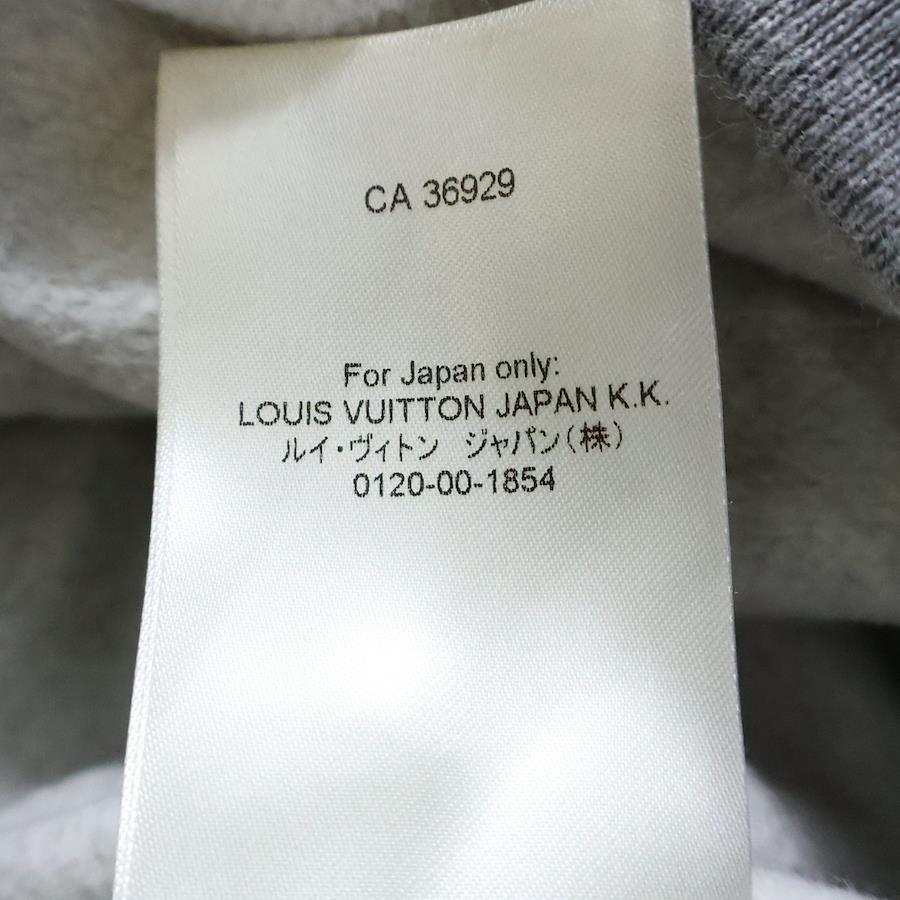 CA 36929
For Japan only:
LOUIS VUITTON JAPAN K.K.
ルイ・ヴィトン ジャパン(株)
0120-00-1854